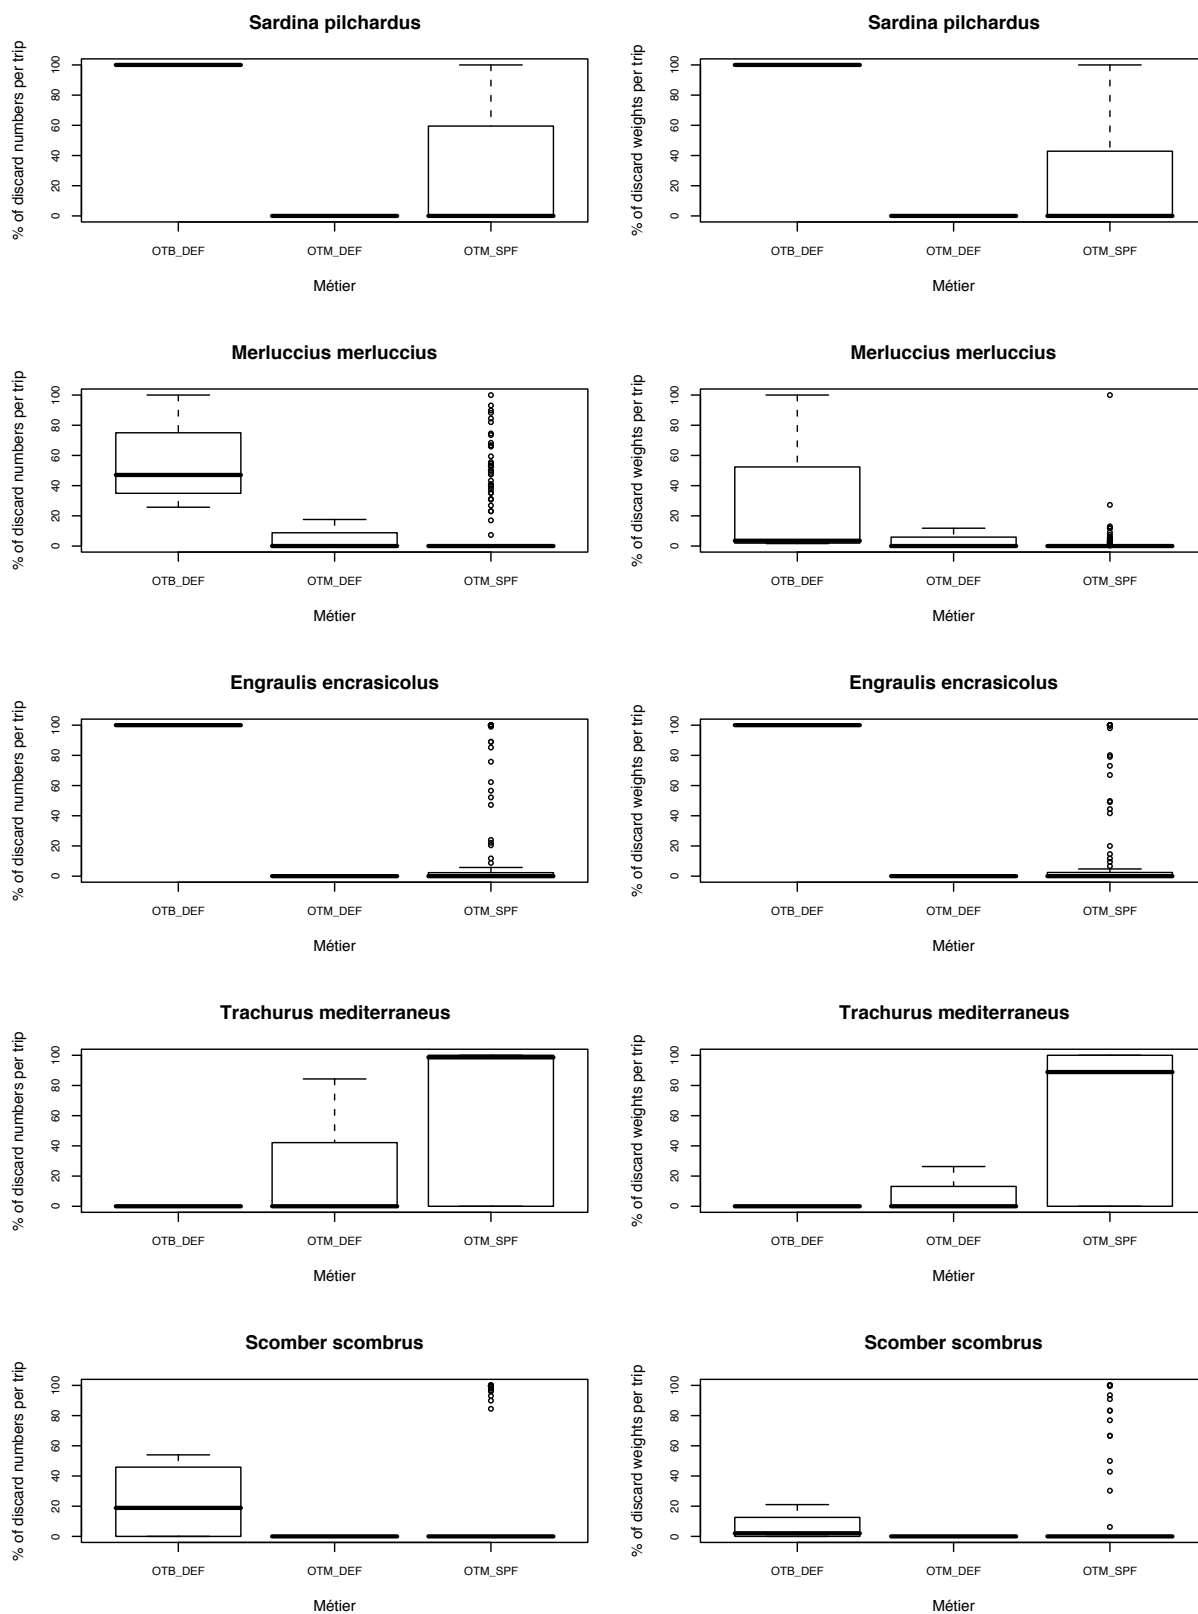 Sardina pilchardus
% of discard numbers per trip
0 20 40 60 80 100
OTB_DEF OTM_DEF OTM_SPF
Métier
Sardina pilchardus
% of discard weights per trip
0 20 40 60 80 100
OTB_DEF OTM_DEF OTM_SPF
Métier
Merluccius merluccius
% of discard numbers per trip
0 20 40 60 80 100
OTB_DEF OTM_DEF OTM_SPF
Métier
Merluccius merluccius
% of discard weights per trip
0 20 40 60 80 100
OTB_DEF OTM_DEF OTM_SPF
Métier
Engraulis encrasicolus
% of discard numbers per trip
0 20 40 60 80 100
OTB_DEF OTM_DEF OTM_SPF
Métier
Engraulis encrasicolus
% of discard weights per trip
0 20 40 60 80 100
OTB_DEF OTM_DEF OTM_SPF
Métier
Trachurus mediterraneus
% of discard numbers per trip
0 20 40 60 80 100
OTB_DEF OTM_DEF OTM_SPF
Métier
Trachurus mediterraneus
% of discard weights per trip
0 20 40 60 80 100
OTB_DEF OTM_DEF OTM_SPF
Métier
Scomber scombrus
% of discard numbers per trip
0 20 40 60 80 100
OTB_DEF OTM_DEF OTM_SPF
Métier
Scomber scombrus
% of discard weights per trip
0 20 40 60 80 100
OTB_DEF OTM_DEF OTM_SPF
Métier